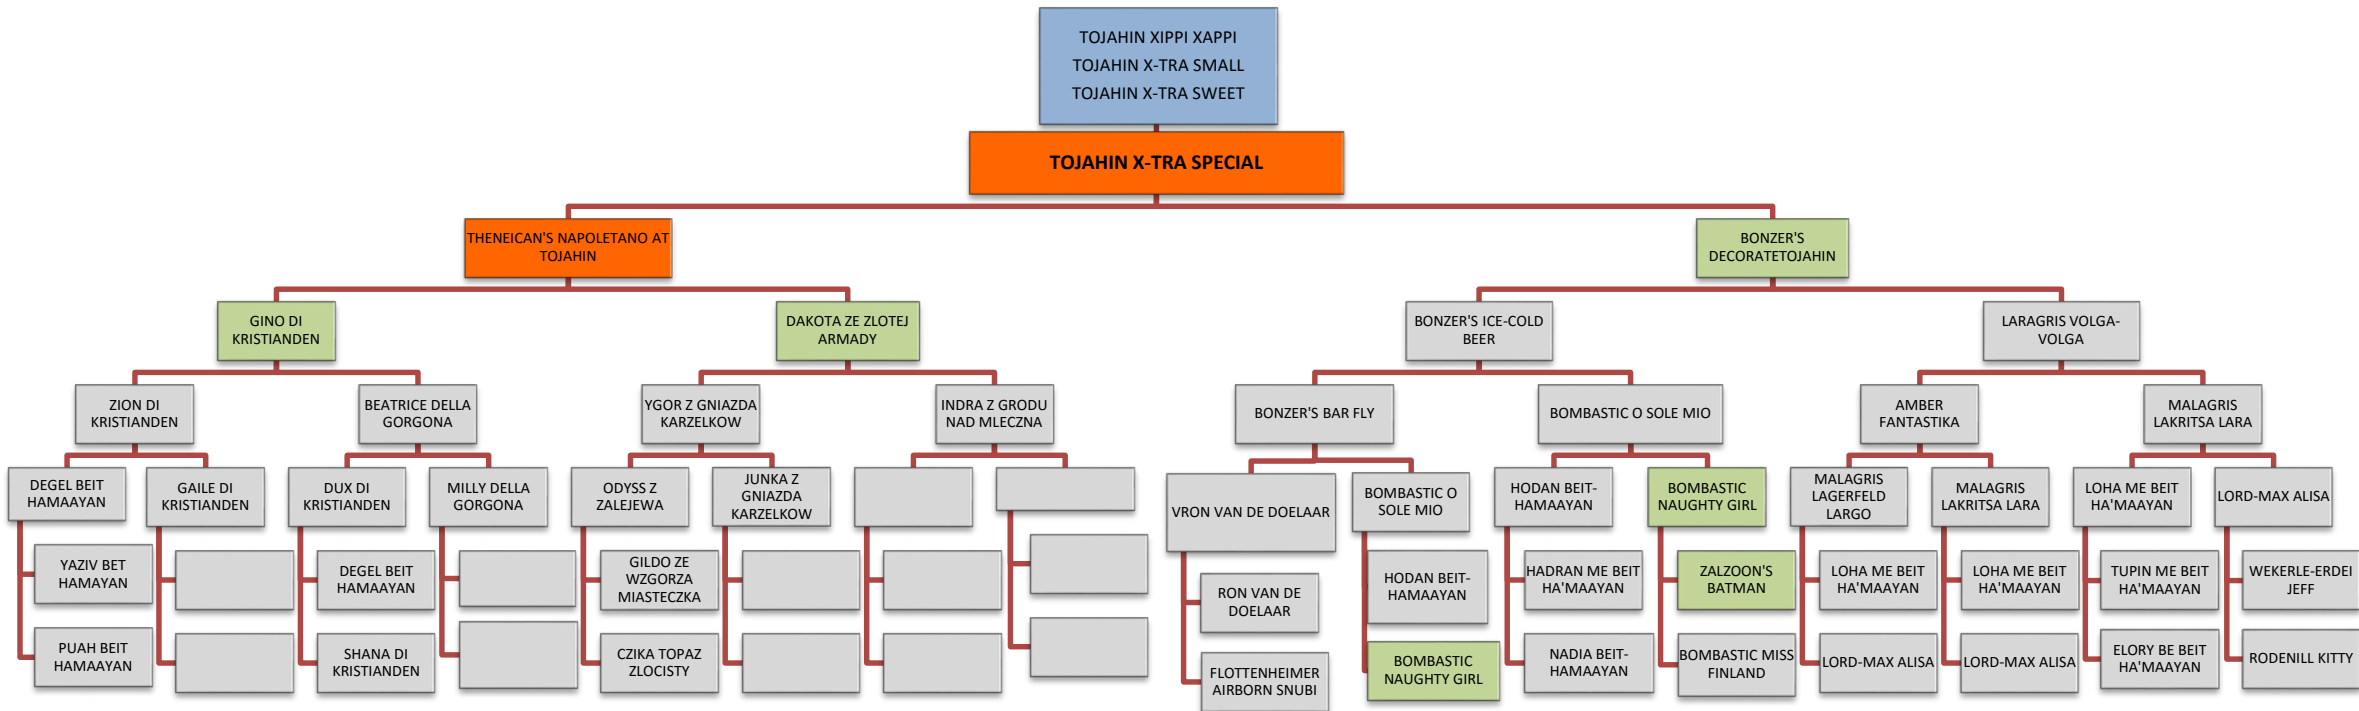 TOJAHIN XIPPI XAPPI
TOJAHIN X-TRA SMALL
TOJAHIN X-TRA SWEET
TOJAHIN X-TRA SPECIAL
THENEICAN'S NAPOLETANO AT
TOJAHIN
BONZER'S
DECORATETOJAHIN
GINO DI
KRISTIANDEN
DAKOTA ZE ZLOTEJ
ARMADY
BONZER'S ICE-COLD
BEER
LARAGRIS VOLGA-
VOLGA
ZION DI
KRISTIANDEN
BEATRICE DELLA
GORGONA
YGOR Z GNIAZDA
KARZELKOW
INDRA Z GRODU
NAD MLECZNA
BONZER'S BAR FLY
BOMBASTIC O SOLE MIO
AMBER
FANTASTIKA
MALAGRIS
LAKRITSA LARA
DEGEL BEIT
HAMAAYAN
GAILE DI
KRISTIANDEN
DUX DI
KRISTIANDEN
MILLY DELLA
GORGONA
ODYSS Z
ZALEJEWA
JUNKA Z
GNIAZDA
KARZELKOW
VRON VAN DE DOELAAR
BOMBASTIC O
SOLE MIO
HODAN BEIT-
HAMAAYAN
BOMBASTIC
NAUGHTY GIRL
MALAGRIS
LAGERFELD
LARGO
MALAGRIS
LAKRITSA LARA
LOHA ME BEIT
HA'MAAYAN
LORD-MAX ALISA
YAZIV BET
HAMAYAN
DEGEL BEIT
HAMAAYAN
GILDO ZE
WZGORZA
MIASTECZKA
RON VAN DE
DOELAAR
HODAN BEIT-
HAMAAYAN
HADRAN ME BEIT
HA'MAAYAN
ZALZOON'S
BATMAN
LOHA ME BEIT
HA'MAAYAN
LOHA ME BEIT
HA'MAAYAN
TUPIN ME BEIT
HA'MAAYAN
WEKERLE-ERDEI
JEFF
PUAH BEIT
HAMAAYAN
SHANA DI
KRISTIANDEN
CZIKA TOPAZ
ZLOCISTY
FLOTTENHEIMER
AIRBORN SNUBI
BOMBASTIC
NAUGHTY GIRL
NADIA BEIT-
HAMAAYAN
BOMBASTIC MISS
FINLAND
LORD-MAX ALISA
LORD-MAX ALISA
ELORY BE BEIT
HA'MAAYAN
RODENILL KITTY